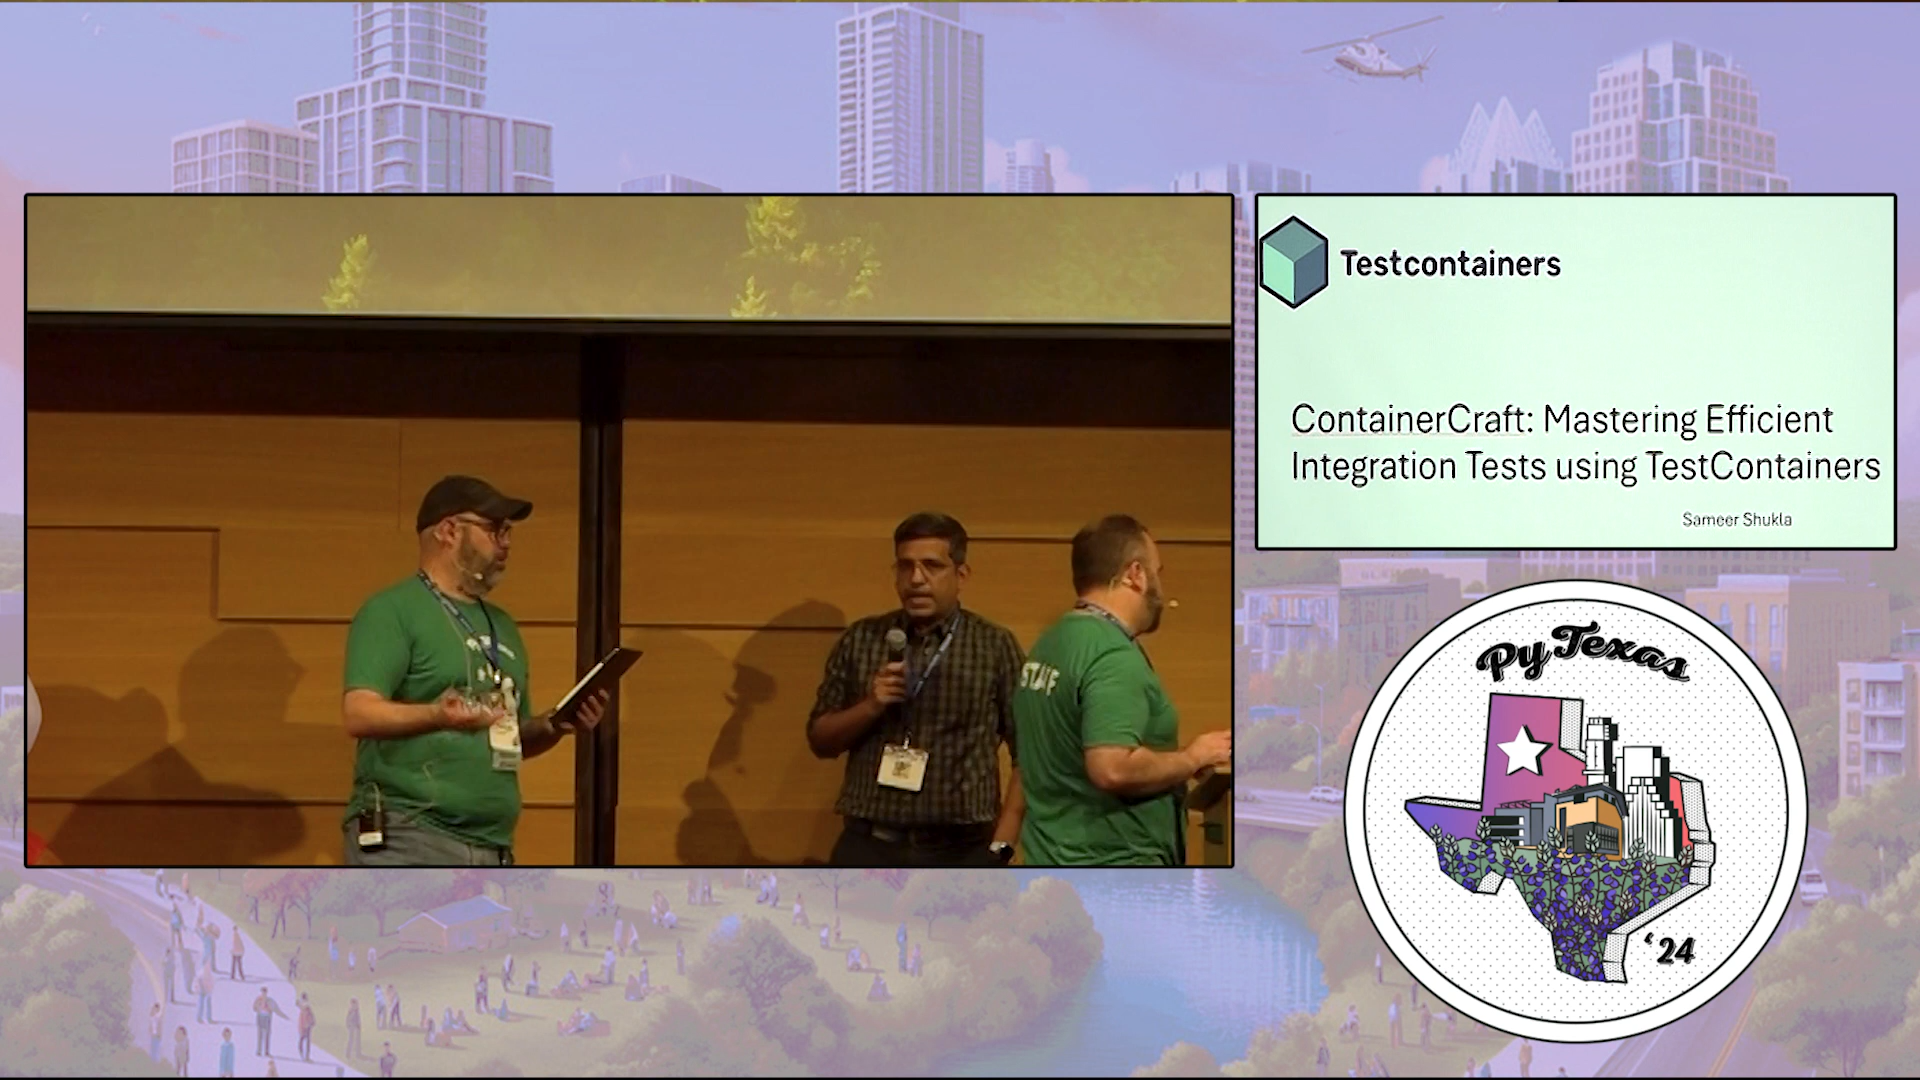 Testcontainers
ContainerCraft: Mastering Efficient
Integration Tests using TestContainers
Sameer Shukla
STAFF
PyTexas
'24